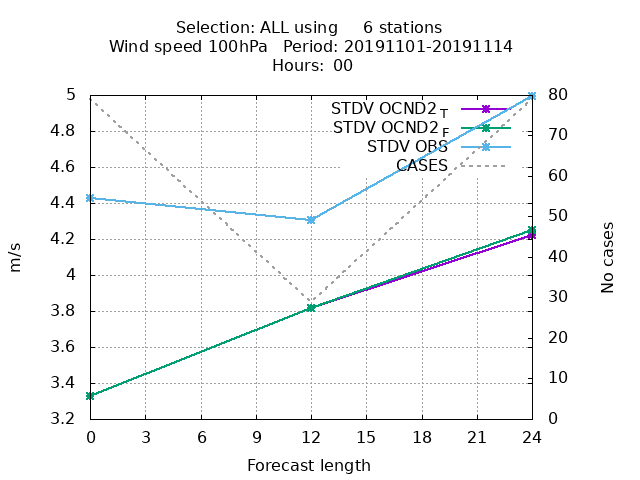 Selection: ALL using     6 stations
Wind speed 100hPa   Period: 20191101-20191114
Hours:  00
STDV OCND2 T
STDV OCND2 F
STDV OBS
CASES
5
4.8
4.6
4.4
4.2
4
3.8
3.6
3.4
3.2
m/s
80
70
60
50
40
30
20
10
0
No cases
0 3 6 9 12 15 18 21 24
Forecast length